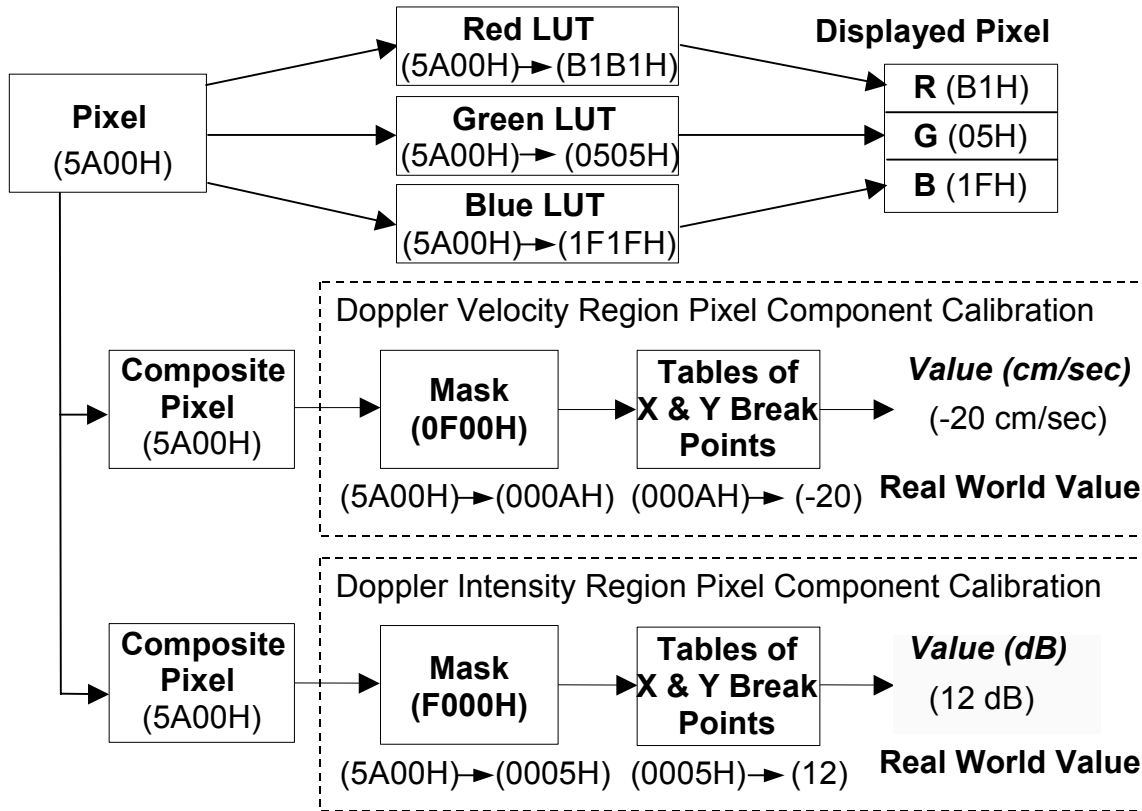 Red LUT
(5A00H)→(B1B1H)
Displayed Pixel
Pixel
(5A00H)
Green LUT
(5A00H)→(0505H)
R (B1H)
G (05H)
B (1FH)
Blue LUT
(5A00H)→(1F1FH)
Doppler Velocity Region Pixel Component Calibration
Composite
Pixel
(5A00H)
Mask
(0F00H)
Tables of
X & Y Break
Points
Value (cm/sec)
(-20 cm/sec)
(5A00H)→(000AH)
(000AH)→(-20)
Real World Value
Doppler Intensity Region Pixel Component Calibration
Composite
Pixel
(5A00H)
Mask
(F000H)
Tables of
X & Y Break
Points
Value (dB)
(12 dB)
Real World Value
(5A00H)→(0005H)
(0005H)→(12)